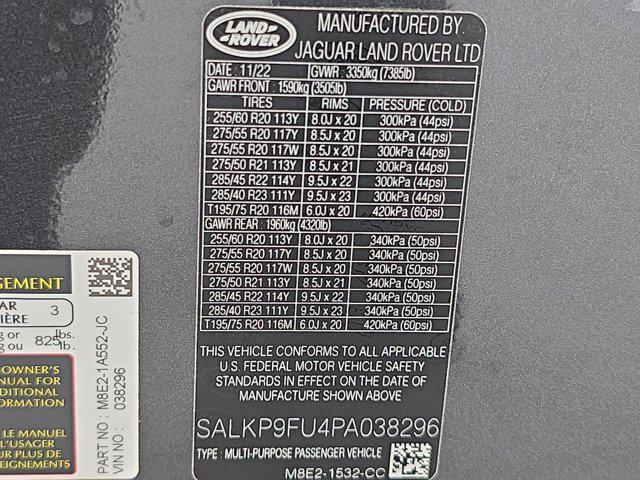 LAND
ROVER
MANUFACTURED BY.
JAGUAR LAND ROVER LTD
DATE : 11/22 GVWR : 3350kg (7385lb)
GAWR FRONT : 1590kg (3505lb)
TIRES RIMS PRESSURE (COLD)
255/60 R20 113Y 8.0J x 20 300kPa (44psi)
275/55 R20 117Y 8.5J x 20 300kPa (44psi)
275/55 R20 117W 8.5J x 20 300kPa (44psi)
275/50 R21 113Y 8.5J x 21 300kPa (44psi)
285/45 R22 114Y 9.5J x 22 300kPa (44psi)
285/40 R23 111Y 9.5J x 23 300kPa (44psi)
T195/75 R20 116M 6.0J x 20 420kPa (60psi)
GAWR REAR : 1960kg (4320lb)
255/60 R20 113Y 8.0J x 20 340kPa (50psi)
275/55 R20 117Y 8.5J x 20 340kPa (50psi)
275/55 R20 117W 8.5J x 20 340kPa (50psi)
275/50 R21 113Y 8.5J x 21 340kPa (50psi)
285/45 R22 114Y 9.5J x 22 340kPa (50psi)
285/40 R23 111Y 9.5J x 23 340kPa (50psi)
T195/75 R20 116M 6.0J x 20 420kPa (60psi)
THIS VEHICLE CONFORMS TO ALL APPLICABLE
U.S. FEDERAL MOTOR VEHICLE SAFETY
STANDARDS IN EFFECT ON THE DATE OF
MANUFACTURE SHOWN ABOVE
SALKP9FU4PA038296
TYPE: MULTI-PURPOSE PASSENGER VEHICLE
M8E2-1532-CC
GEMENT
AR 3
IÈRE
g or lbs.
g ou 825 lb.
OWNER'S
NUAL FOR
DITIONAL
ORMATION
LE MANUEL
L'USAGER
UR PLUS DE
EIGNEMENTS
PART NO : M8E2-1A552-JC
VIN NO : 038296